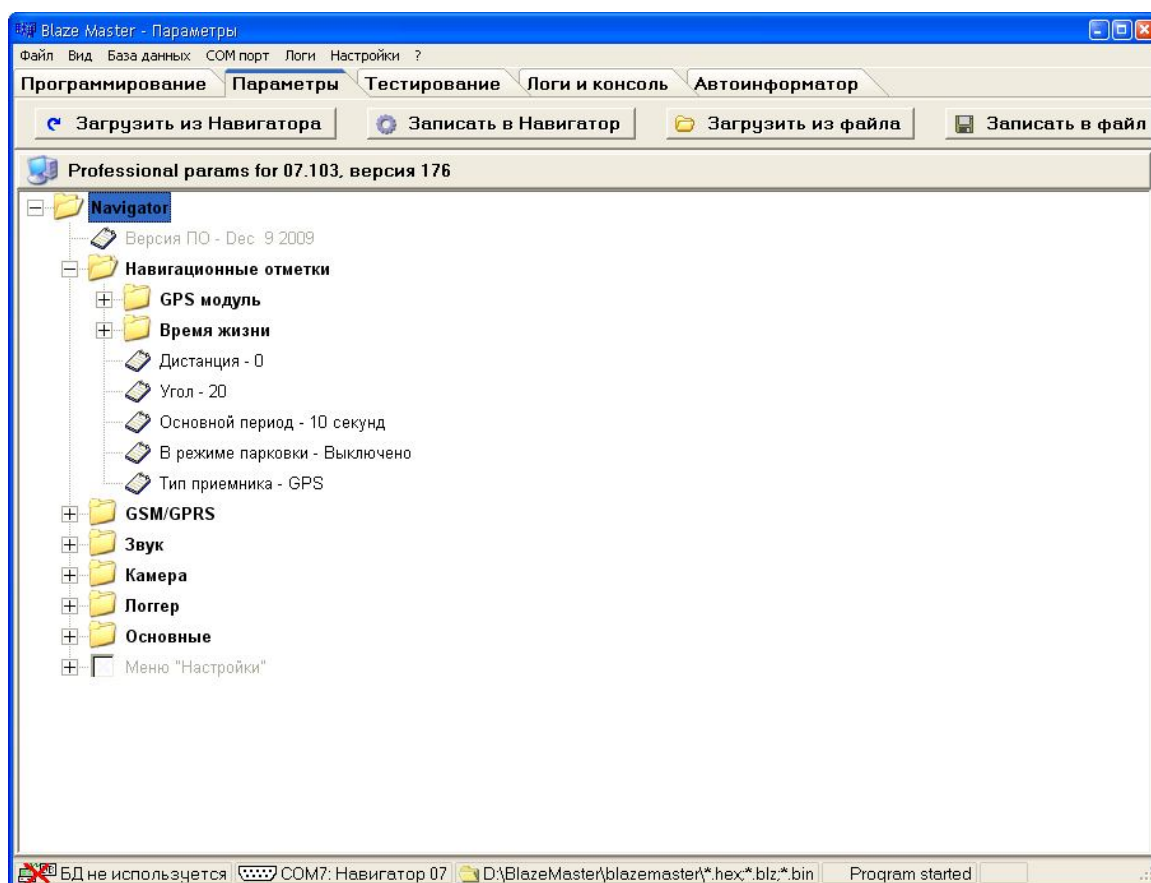 Blaze Master - Параметры
Файл Вид База данных COM порт Логи Настройки ?
Программирование Параметры Тестирование Логи и консоль Автоинформатор
Загрузить из Навигатора Записать в Навигатор Загрузить из файла Записать в файл
Professional params for 07.103, версия 176
Navigator
Версия ПО - Dec 9 2009
Навигационные отметки
GPS модуль
Время жизни
Дистанция - 0
Угол - 20
Основной период - 10 секунд
В режиме парковки - Выключено
Тип приемника - GPS
GSM/GPRS
Звук
Камера
Логгер
Основные
Меню "Настройки"
БД не используется COM7: Навигатор 07 D:\BlazeMaster\blazemaster\*.hex;*.blz;*.bin Program started